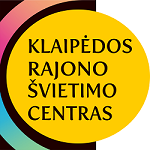 KLAIPĖDOS
RAJONO
ŠVIETIMO
CENTRAS